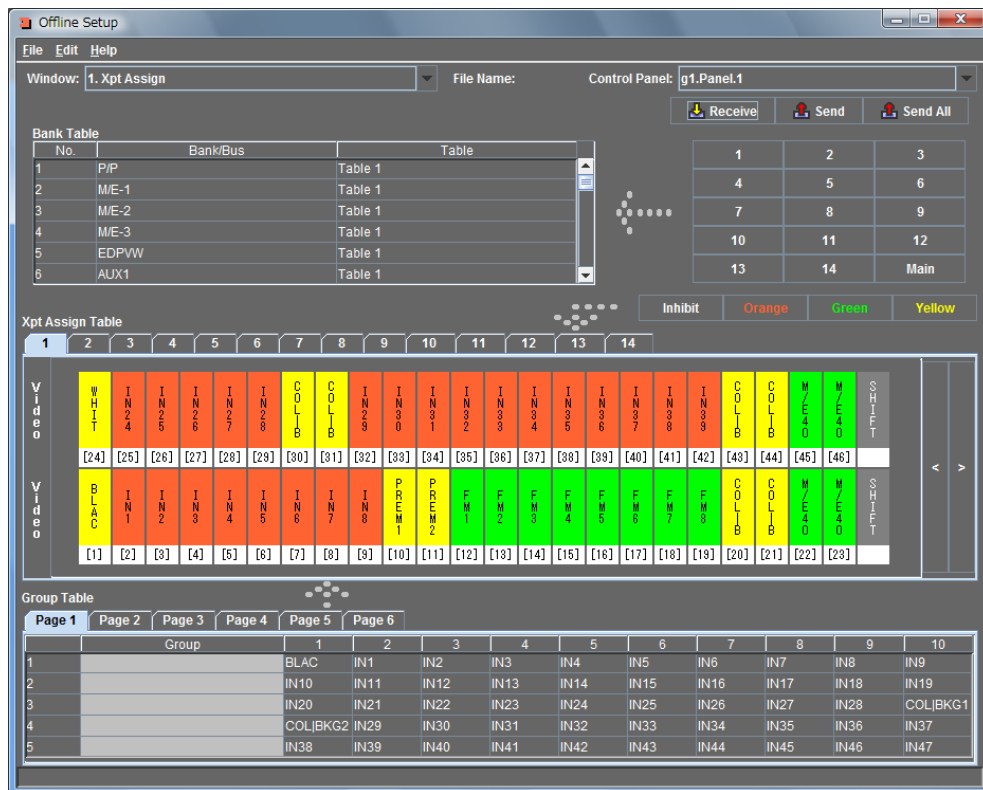 Offline Setup
File Edit Help
Window: 1. Xpt Assign File Name: Control Panel: g1.Panel.1
Receive Send Send All
Bank Table
No. Bank/Bus Table
1 P/P Table 1
2 M/E-1 Table 1
3 M/E-2 Table 1
4 M/E-3 Table 1
5 EDPVW Table 1
6 AUX1 Table 1
1 2 3
4 5 6
7 8 9
10 11 12
13 14 Main
Inhibit Orange Green Yellow
Xpt Assign Table
1 2 3 4 5 6 7 8 9 10 11 12 13 14
Video WHIT IN24 IN25 IN26 IN27 IN28 COL|B COL|B IN29 IN30 IN31 IN32 IN33 IN34 IN35 IN36 IN37 IN38 IN39 COL|B COL|B M/E40 M/E40 SHIFT
[24] [25] [26] [27] [28] [29] [30] [31] [32] [33] [34] [35] [36] [37] [38] [39] [40] [41] [42] [43] [44] [45] [46]
< >
Video BLAC IN1 IN2 IN3 IN4 IN5 IN6 IN7 IN8 PREM1 PREM2 FM1 FM2 FM3 FM4 FM5 FM6 FM7 FM8 COL|B COL|B M/E40 M/E40 SHIFT
[1] [2] [3] [4] [5] [6] [7] [8] [9] [10] [11] [12] [13] [14] [15] [16] [17] [18] [19] [20] [21] [22] [23]
Group Table
Page 1 Page 2 Page 3 Page 4 Page 5 Page 6
Group 1 2 3 4 5 6 7 8 9 10
1 BLAC IN1 IN2 IN3 IN4 IN5 IN6 IN7 IN8 IN9
2 IN10 IN11 IN12 IN13 IN14 IN15 IN16 IN17 IN18 IN19
3 IN20 IN21 IN22 IN23 IN24 IN25 IN26 IN27 IN28 COL|BKG1
4 COL|BKG2 IN29 IN30 IN31 IN32 IN33 IN34 IN35 IN36 IN37
5 IN38 IN39 IN40 IN41 IN42 IN43 IN44 IN45 IN46 IN47